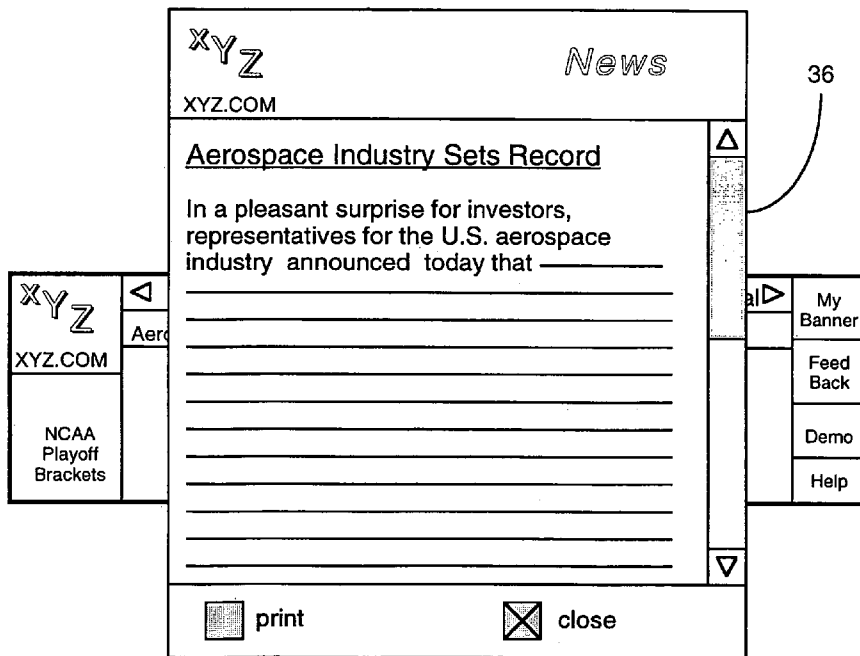 XYZ
XYZ.COM
News
36
Aerospace Industry Sets Record
In a pleasant surprise for investors,
representatives for the U.S. aerospace
industry announced today that
XYZ
XYZ.COM
NCAA
Playoff
Brackets
Aero
al
My
Banner
Feed
Back
Demo
Help
print
close